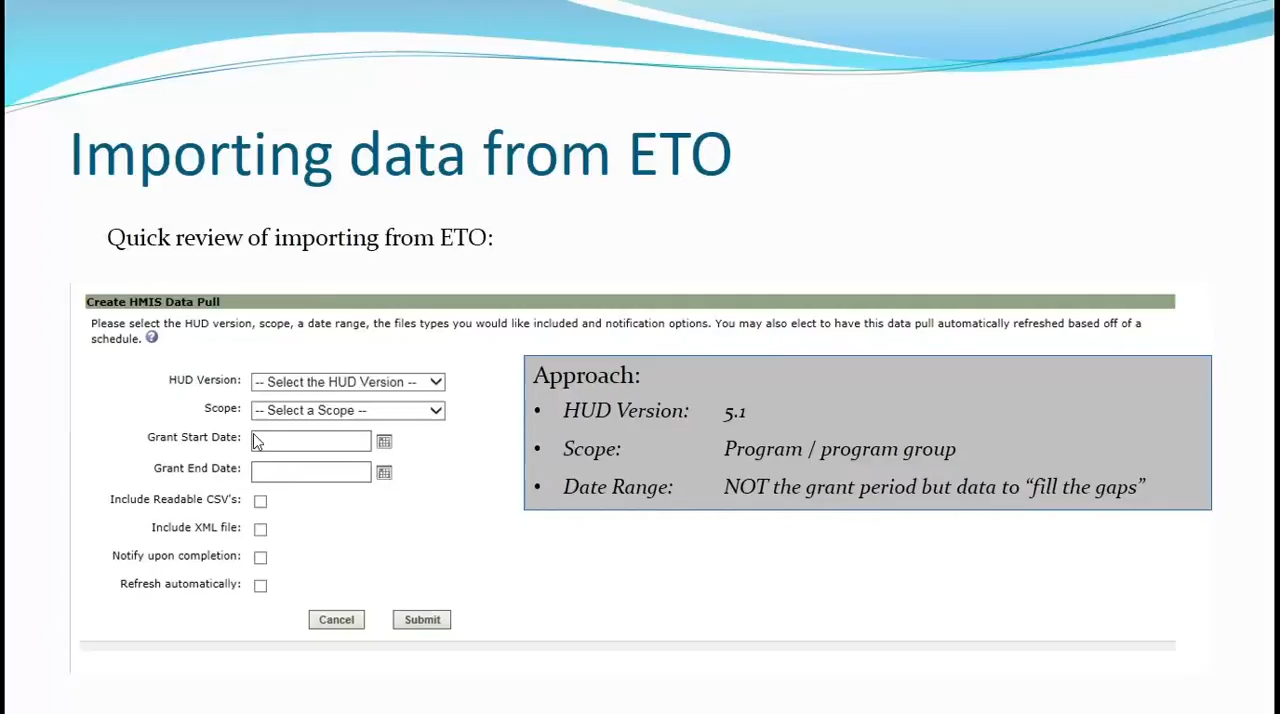 Importing data from ETO
Quick review of importing from ETO:
Create HMIS Data Pull
Please select the HUD version, scope, a date range, the files types you would like included and notification options. You may also elect to have this data pull automatically refreshed based off of a
schedule. ?
HUD Version: -- Select the HUD Version --
Scope: -- Select a Scope --
Grant Start Date:
Grant End Date:
Include Readable CSV's:
Include XML file:
Notify upon completion:
Refresh automatically:
Cancel Submit
Approach:
• HUD Version: 5.1
• Scope: Program / program group
• Date Range: NOT the grant period but data to “fill the gaps”